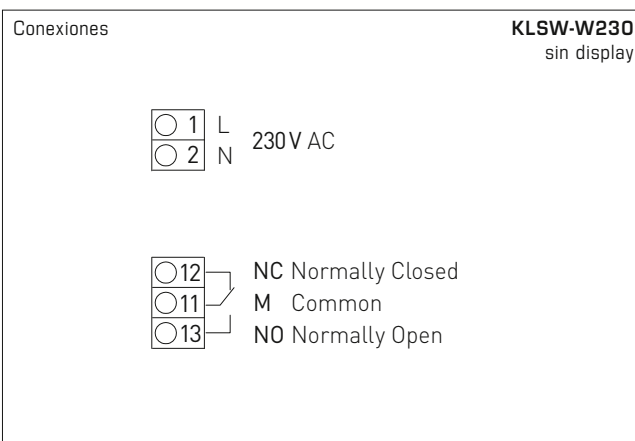 Conexiones
KLSW-W230
sin display
1 L
2 N
230 V AC
12 NC Normally Closed
11 M Common
13 NO Normally Open